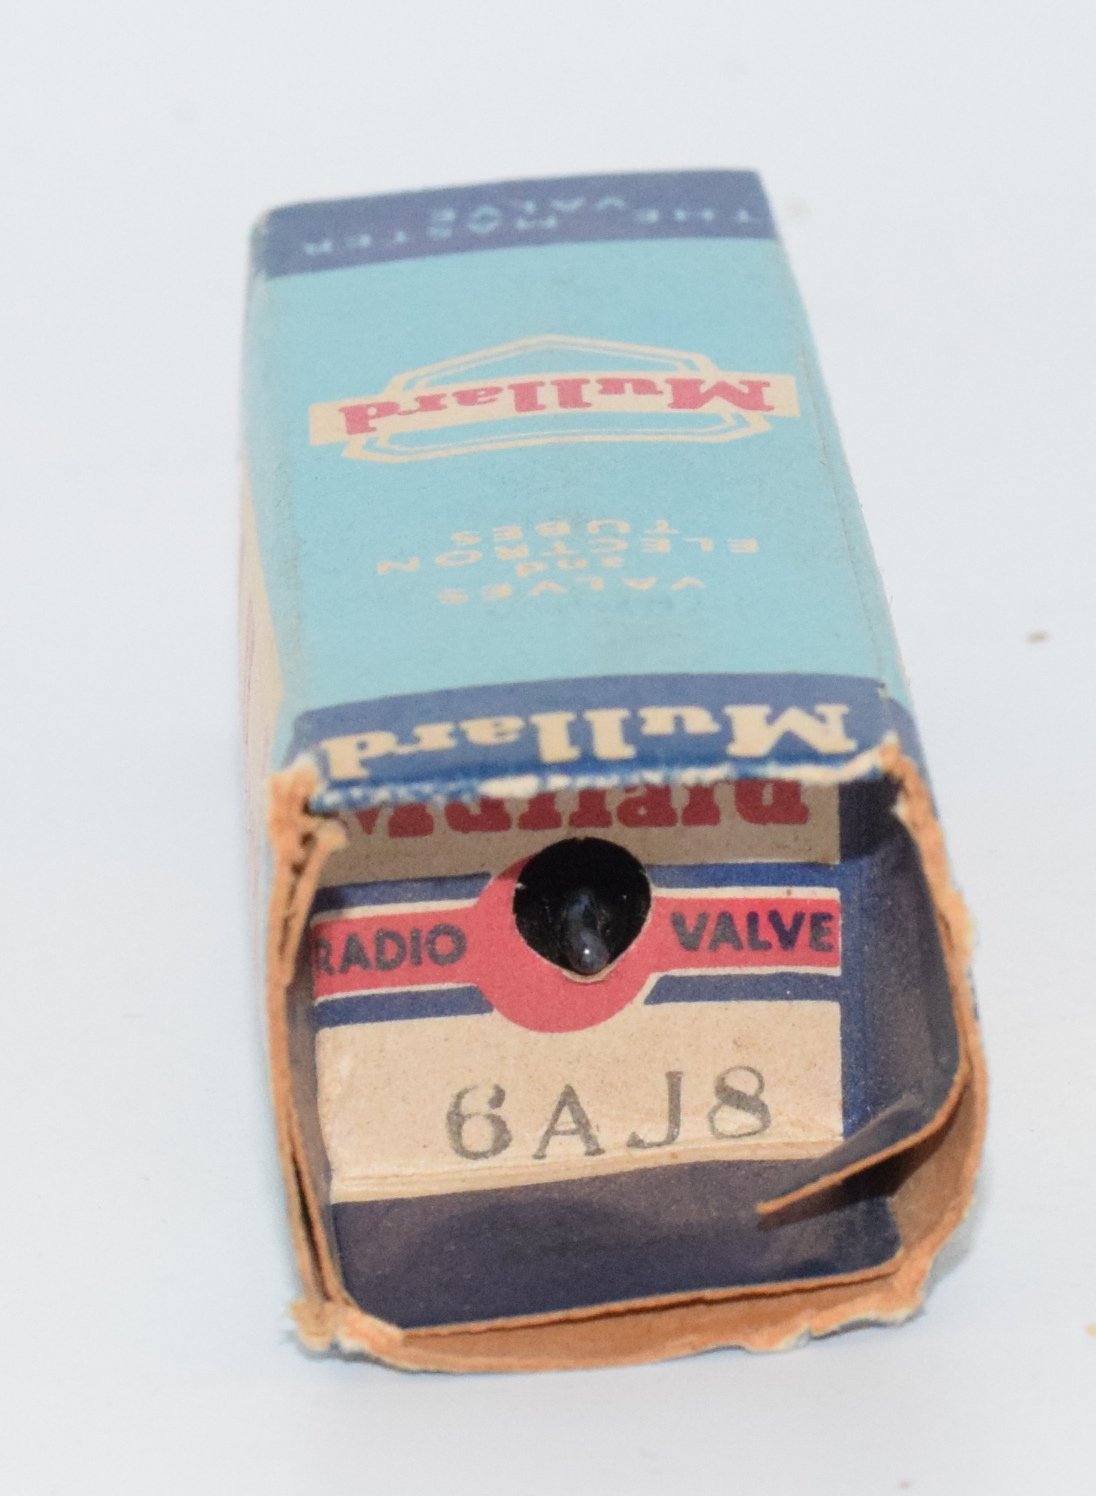 Mullard
VALVES
and
ELECTRON
TUBES
Mullard
THE MASTER
VALVE
RADIO VALVE
6AJ8